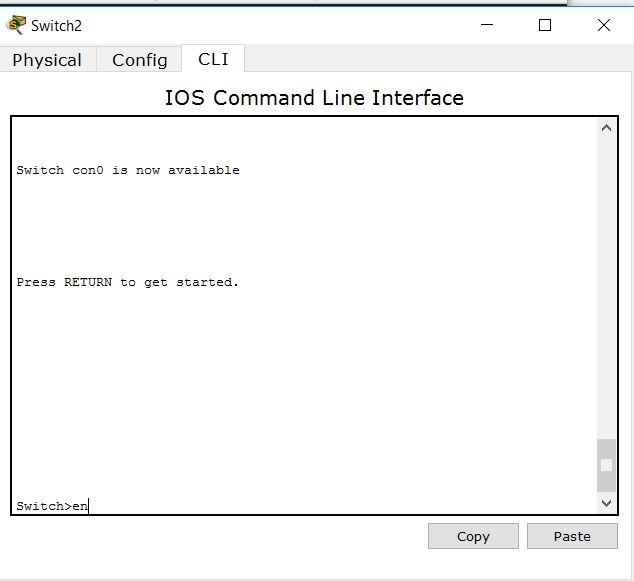 Switch2
Physical Config CLI
IOS Command Line Interface
Switch con0 is now available
Press RETURN to get started.
Switch>en
Copy Paste